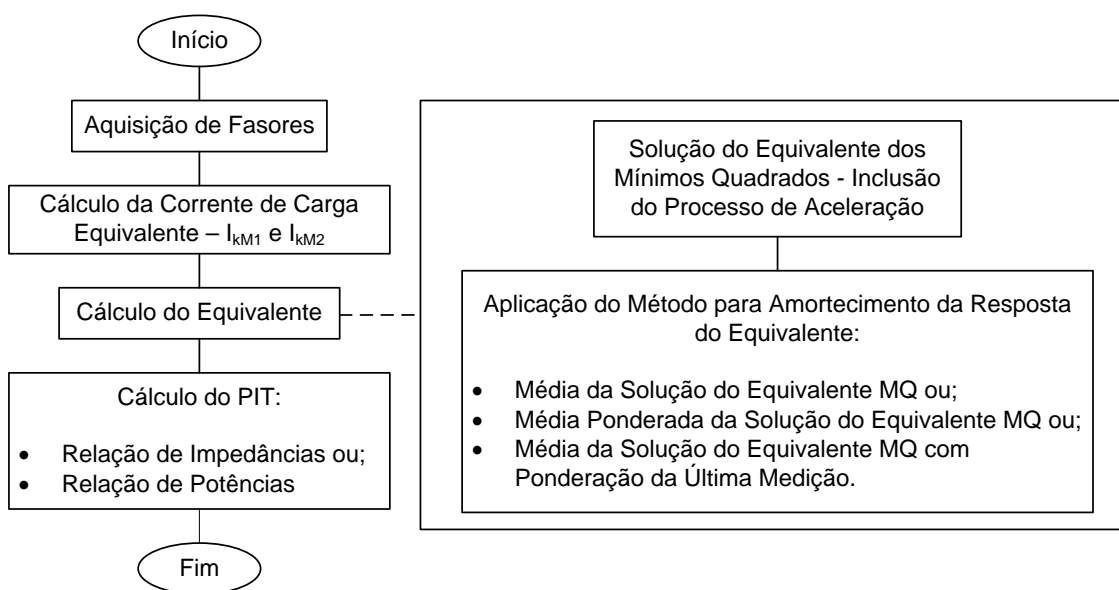 Início
Aquisição de Fasores
Cálculo da Corrente de Carga
Equivalente – IkM1 e IkM2
Cálculo do Equivalente
Cálculo do PIT:
• Relação de Impedâncias ou;
• Relação de Potências
Fim
Solução do Equivalente dos
Mínimos Quadrados - Inclusão
do Processo de Aceleração
Aplicação do Método para Amortecimento da Resposta
do Equivalente:
• Média da Solução do Equivalente MQ ou;
• Média Ponderada da Solução do Equivalente MQ ou;
• Média da Solução do Equivalente MQ com
Ponderação da Última Medição.